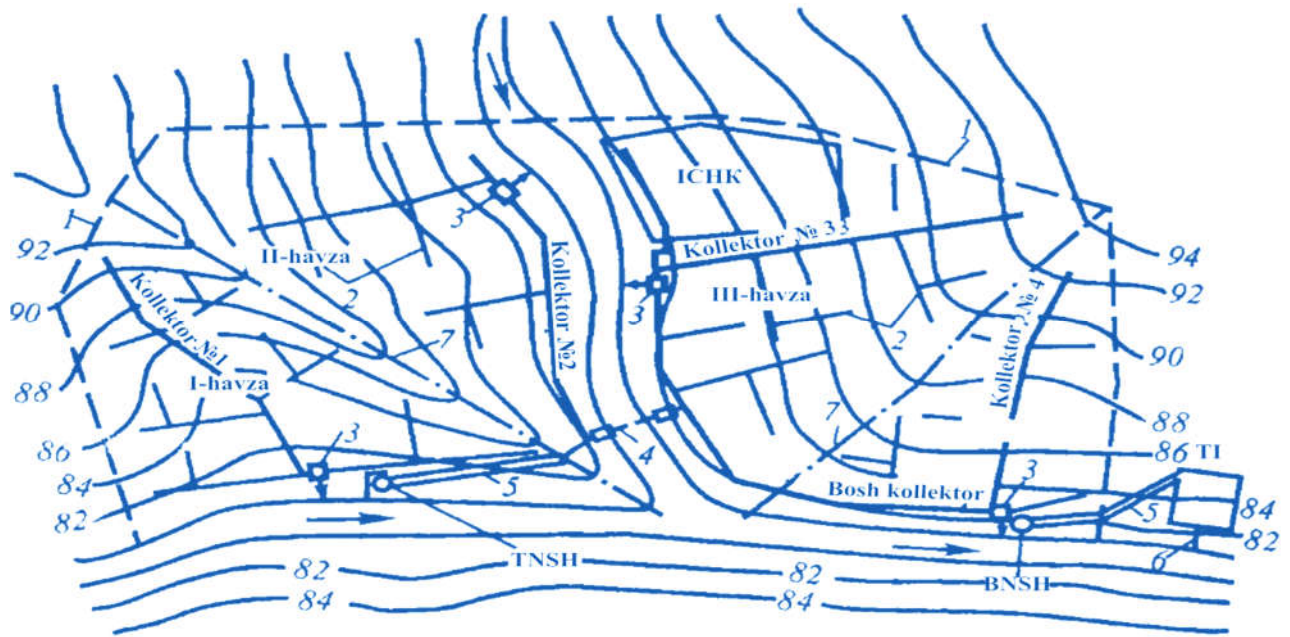 1
ICHK
3
1
92
II-havza
Kollektor № 33
94
Kollektor №2
92
90
Kollektor №1
2
7
III-havza
3
2
Kollektor № 4
90
88
I-havza
88
86
3
4
7
86
TI
84
5
Bosh kollektor
3
5
84
82
82
TNSH
BNSH
6
82
82
84
84